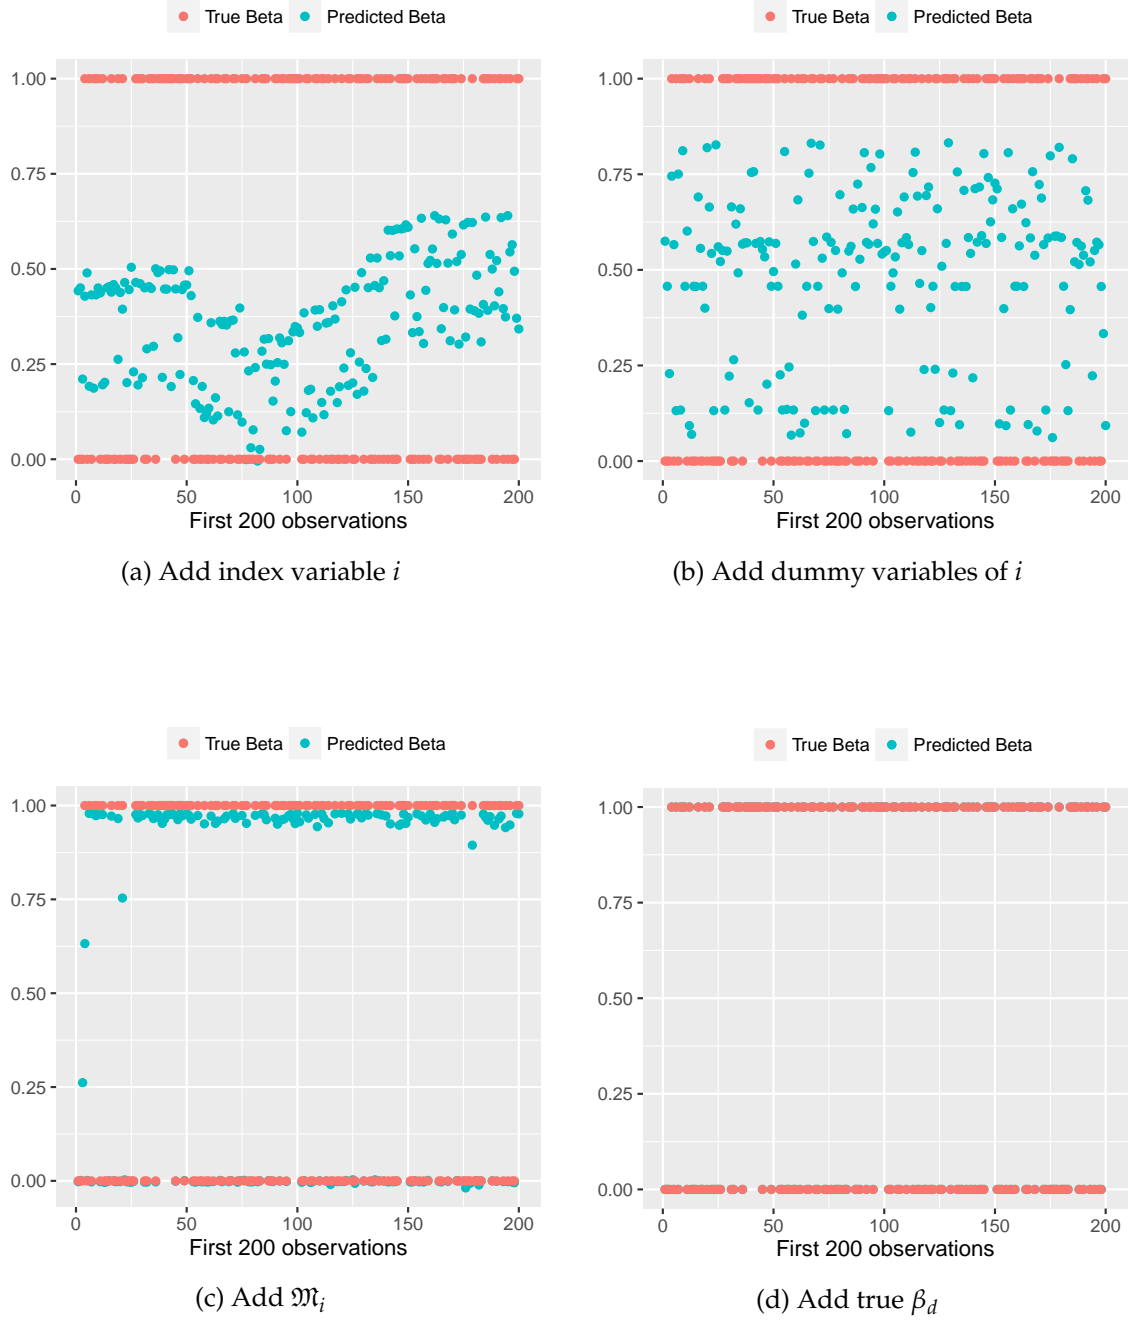 True Beta Predicted Beta
1.00
0.75
0.50
0.25
0.00
0 50 100 150 200
First 200 observations
(a) Add index variable i
True Beta Predicted Beta
1.00
0.75
0.50
0.25
0.00
0 50 100 150 200
First 200 observations
(b) Add dummy variables of i
True Beta Predicted Beta
1.00
0.75
0.50
0.25
0.00
0 50 100 150 200
First 200 observations
(c) Add 𝔐i
True Beta Predicted Beta
1.00
0.75
0.50
0.25
0.00
0 50 100 150 200
First 200 observations
(d) Add true βd